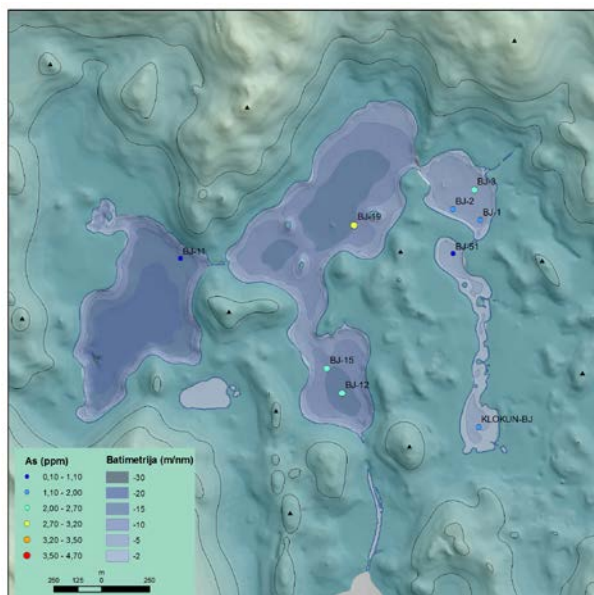 BJ-3
BJ-2
BJ-1
BJ-19
BJ-51
BJ-11
BJ-15
BJ-12
KLOKUN-BJ
As (ppm) Batimetrija (m/nm)
0,10 - 1,10 -30
1,10 - 2,00 -20
2,00 - 2,70 -15
2,70 - 3,20 -10
3,20 - 3,50 -5
3,50 - 4,70 -2
m
250 125 0 250